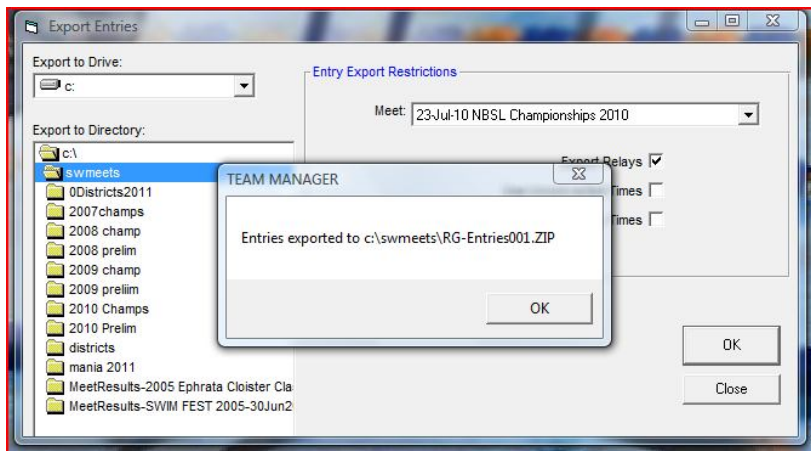 Export Entries
Export to Drive:
c:
Export to Directory:
c:\
swmeets
0Districts2011
2007champs
2008 champ
2008 prelim
2009 champ
2009 preliim
2010 Champs
2010 Prelim
districts
mania 2011
MeetResults-2005 Ephrata Cloister Cla
MeetResults-SWIM FEST 2005-30Jun2
Entry Export Restrictions
Meet: 23-Jul-10 NBSL Championships 2010
Export Relays
Times
Times
TEAM MANAGER
Entries exported to c:\swmeets\RG-Entries001.ZIP
OK
OK
Close